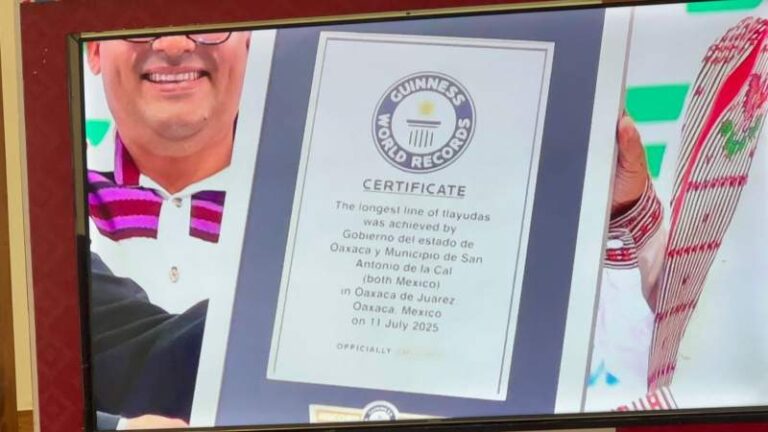 GUINNESS
WORLD RECORDS
CERTIFICATE
The longest line of tlayudas
was achieved by
Gobierno del estado de
Oaxaca y Municipio de San
Antonio de la Cal
(both Mexico)
in Oaxaca de Juárez,
Oaxaca, Mexico
on 11 July 2025
OFFICIALLY